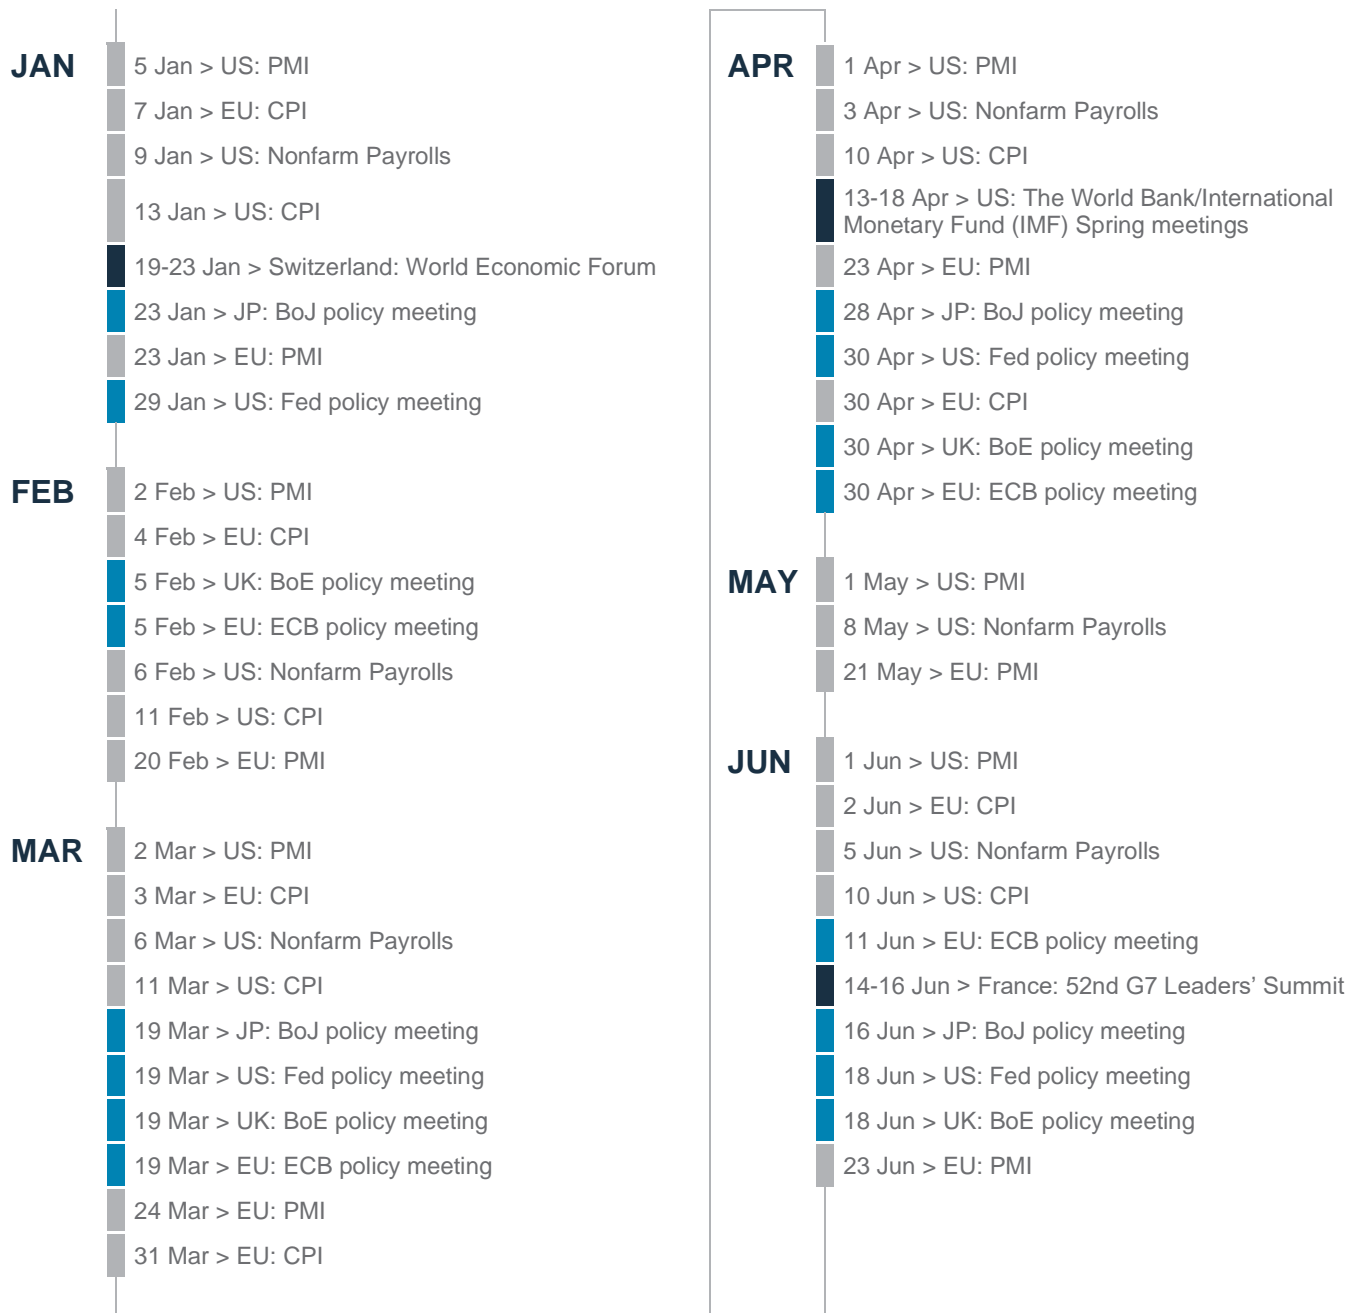 JAN
5 Jan > US: PMI
7 Jan > EU: CPI
9 Jan > US: Nonfarm Payrolls
13 Jan > US: CPI
19-23 Jan > Switzerland: World Economic Forum
23 Jan > JP: BoJ policy meeting
23 Jan > EU: PMI
29 Jan > US: Fed policy meeting
FEB
2 Feb > US: PMI
4 Feb > EU: CPI
5 Feb > UK: BoE policy meeting
5 Feb > EU: ECB policy meeting
6 Feb > US: Nonfarm Payrolls
11 Feb > US: CPI
20 Feb > EU: PMI
MAR
2 Mar > US: PMI
3 Mar > EU: CPI
6 Mar > US: Nonfarm Payrolls
11 Mar > US: CPI
19 Mar > JP: BoJ policy meeting
19 Mar > US: Fed policy meeting
19 Mar > UK: BoE policy meeting
19 Mar > EU: ECB policy meeting
24 Mar > EU: PMI
31 Mar > EU: CPI
APR
1 Apr > US: PMI
3 Apr > US: Nonfarm Payrolls
10 Apr > US: CPI
13-18 Apr > US: The World Bank/International
Monetary Fund (IMF) Spring meetings
23 Apr > EU: PMI
28 Apr > JP: BoJ policy meeting
30 Apr > US: Fed policy meeting
30 Apr > EU: CPI
30 Apr > UK: BoE policy meeting
30 Apr > EU: ECB policy meeting
MAY
1 May > US: PMI
8 May > US: Nonfarm Payrolls
21 May > EU: PMI
JUN
1 Jun > US: PMI
2 Jun > EU: CPI
5 Jun > US: Nonfarm Payrolls
10 Jun > US: CPI
11 Jun > EU: ECB policy meeting
14-16 Jun > France: 52nd G7 Leaders’ Summit
16 Jun > JP: BoJ policy meeting
18 Jun > US: Fed policy meeting
18 Jun > UK: BoE policy meeting
23 Jun > EU: PMI